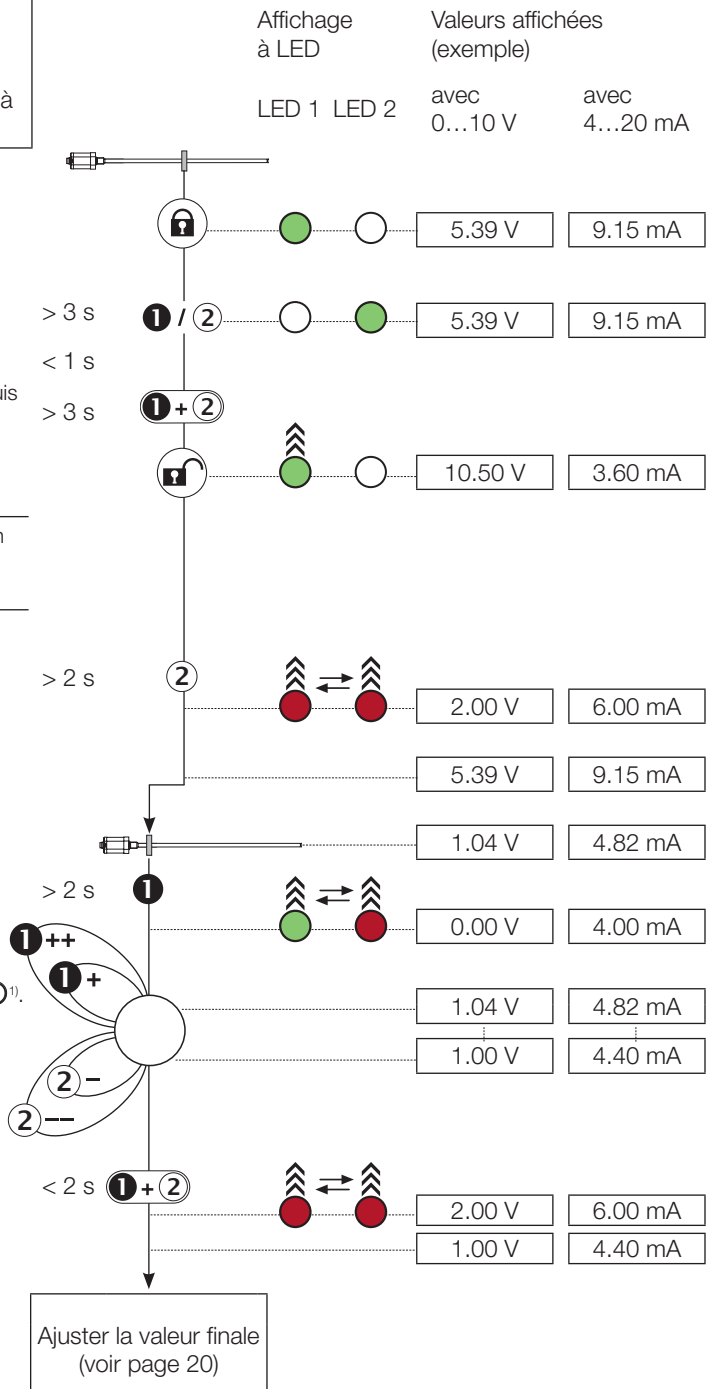 Affichage
à LED
Valeurs affichées
(exemple)
à
LED 1 LED 2
avec
0…10 V
avec
4…20 mA
5.39 V 9.15 mA
> 3 s 1 / 2 5.39 V 9.15 mA
< 1 s
> 3 s 1 + 2
10.50 V 3.60 mA
> 2 s 2
2.00 V 6.00 mA
5.39 V 9.15 mA
1.04 V 4.82 mA
> 2 s 1
0.00 V 4.00 mA
1 ++
1 +
1).
1.04 V 4.82 mA
1.00 V 4.40 mA
2 –
2 – –
< 2 s 1 + 2
2.00 V 6.00 mA
1.00 V 4.40 mA
Ajuster la valeur finale
(voir page 20)